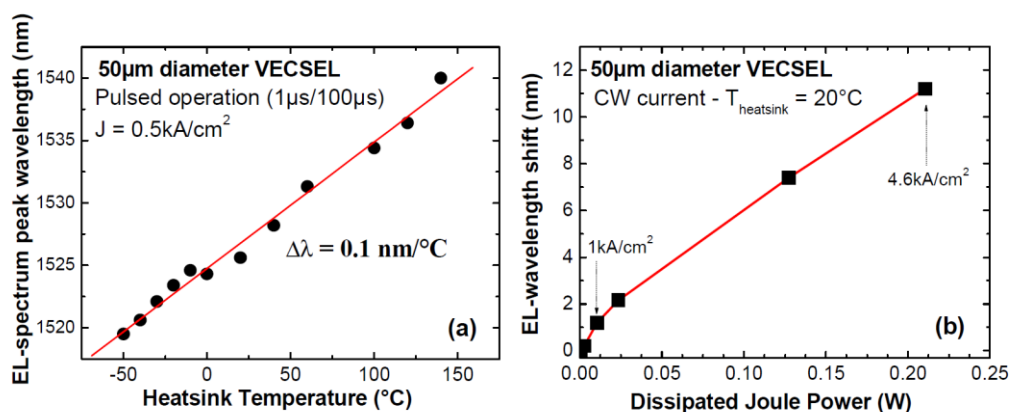 50μm diameter VECSEL
Pulsed operation (1μs/100μs)
J = 0.5kA/cm²
Δλ = 0.1 nm/°C
(a)
EL-spectrum peak wavelength (nm)
1540
1535
1530
1525
1520
-50 0 50 100 150
Heatsink Temperature (°C)
50μm diameter VECSEL
CW current - T_heatsink = 20°C
4.6kA/cm²
1kA/cm²
(b)
EL-wavelength shift (nm)
12
10
8
6
4
2
0
0.00 0.05 0.10 0.15 0.20 0.25
Dissipated Joule Power (W)